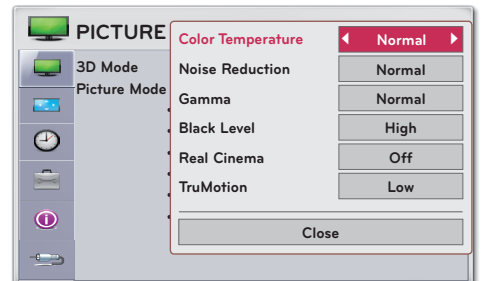 PICTURE
3D Mode
Picture Mode
Color Temperature Normal
Noise Reduction Normal
Gamma Normal
Black Level High
Real Cinema Off
TruMotion Low
Close